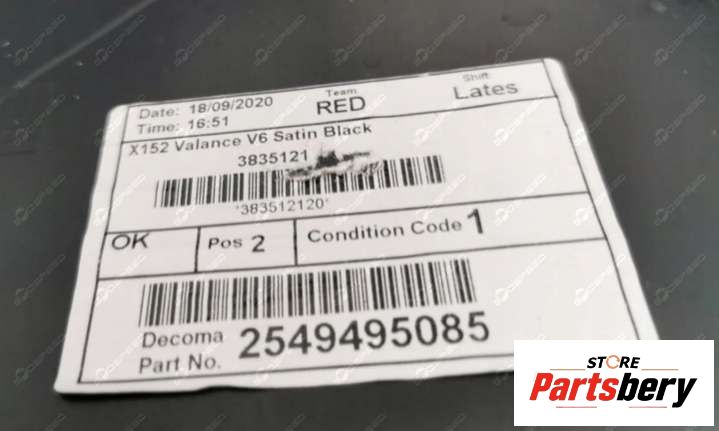 Date: 18/09/2020
Team
RED
Shift:
Lates
Time: 16:51
X152 Valance V6 Satin Black
3835121
*383512120*
OK
Pos 2
Condition Code 1
Decoma
Part No.
2549495085
STORE
Partsbery